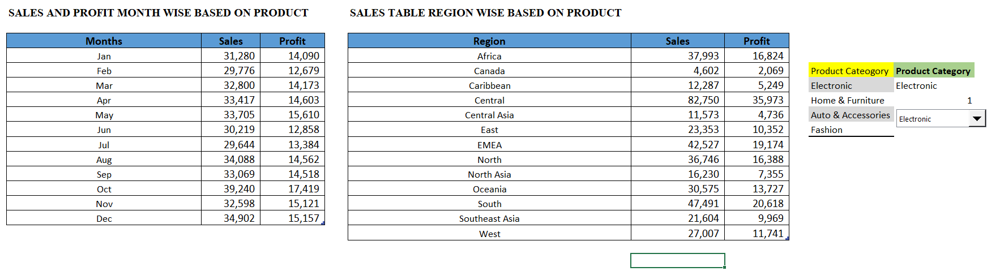 SALES AND PROFIT MONTH WISE BASED ON PRODUCT
Months Sales Profit
Jan 31,280 14,090
Feb 29,776 12,679
Mar 32,800 14,173
Apr 33,417 14,603
May 33,705 15,610
Jun 30,219 12,858
Jul 29,644 13,384
Aug 34,088 14,562
Sep 33,069 14,518
Oct 39,240 17,419
Nov 32,598 15,121
Dec 34,902 15,157
SALES TABLE REGION WISE BASED ON PRODUCT
Region Sales Profit
Africa 37,993 16,824
Canada 4,602 2,069
Caribbean 12,287 5,249
Central 82,750 35,973
Central Asia 11,573 4,736
East 23,353 10,352
EMEA 42,527 19,174
North 36,746 16,388
North Asia 16,230 7,355
Oceania 30,575 13,727
South 47,491 20,618
Southeast Asia 21,604 9,969
West 27,007 11,741
Product Cateogory Product Category
Electronic Electronic
Home & Furniture 1
Auto & Accessories Electronic
Fashion